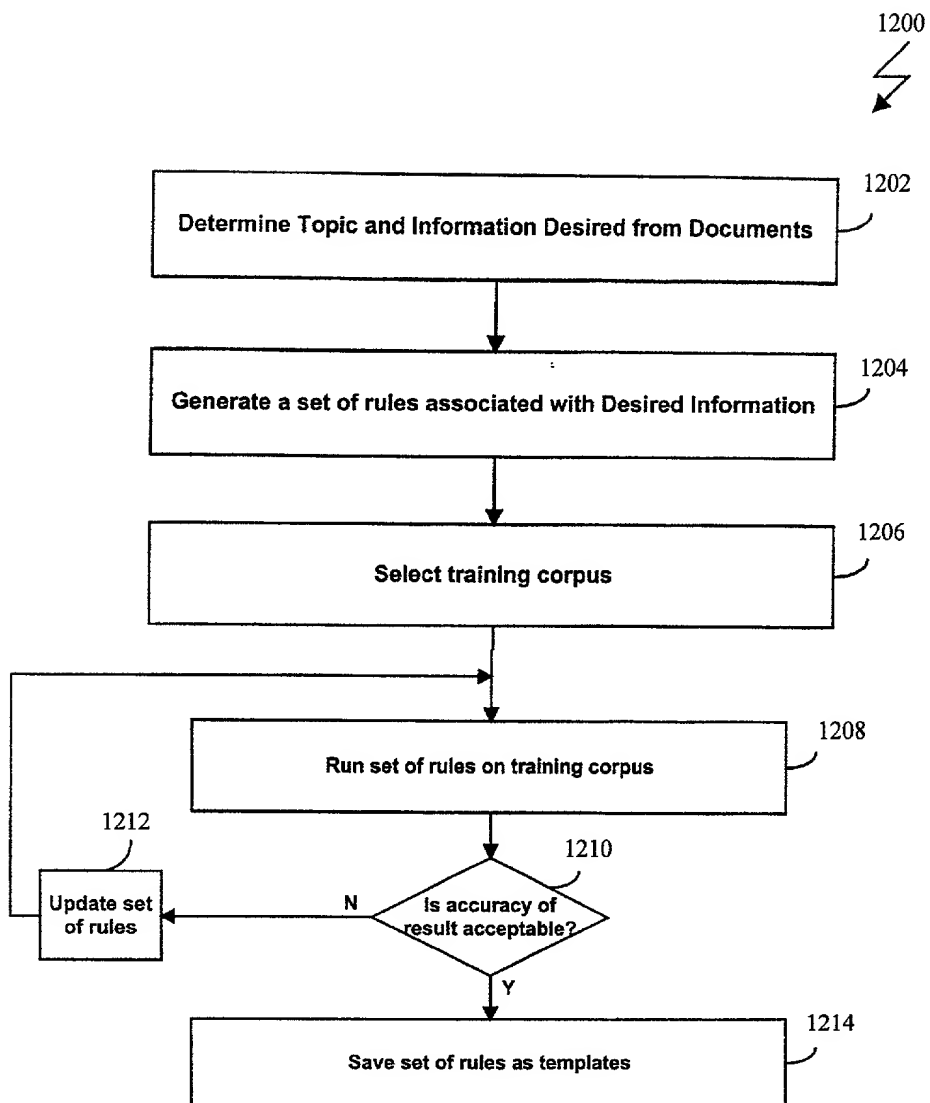 1200
1202
Determine Topic and Information Desired from Documents
1204
Generate a set of rules associated with Desired Information
1206
Select training corpus
1208
Run set of rules on training corpus
1212
1210
Update set
of rules
N
Is accuracy of
result acceptable?
Y
1214
Save set of rules as templates